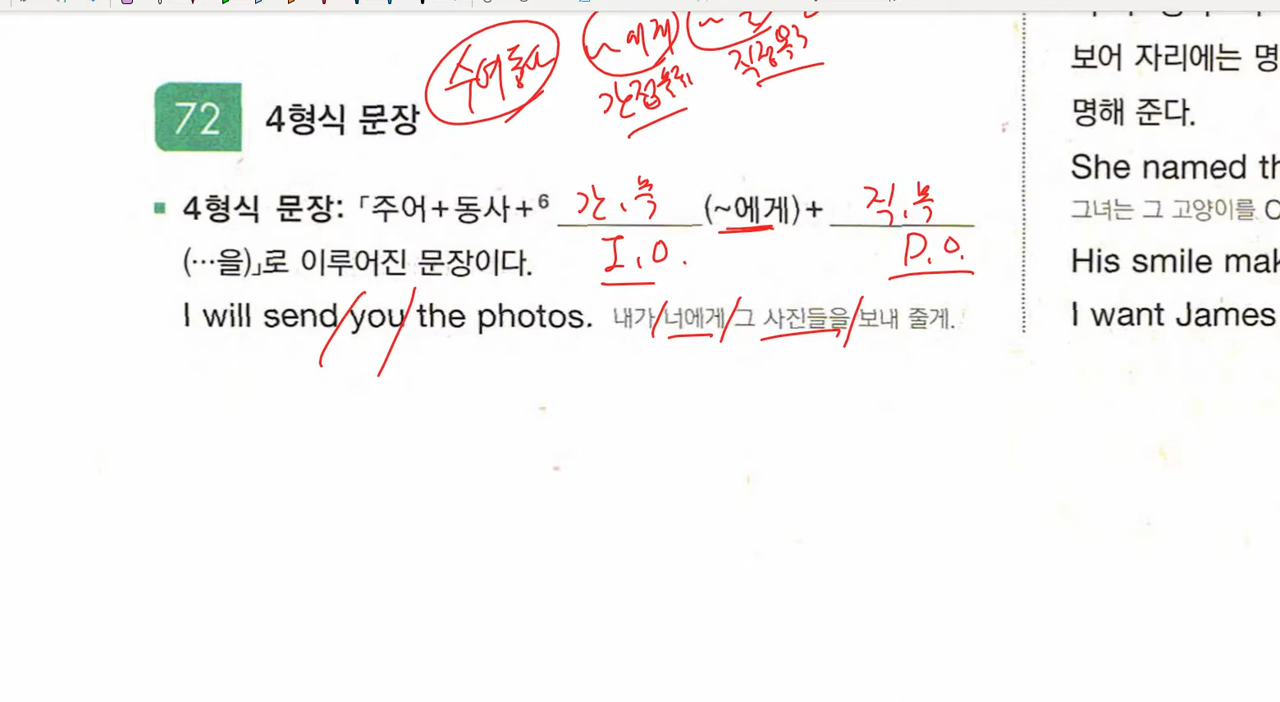 수여동사
~에게
간접목적
직접목적
72 4형식 문장
■ 4형식 문장: 「주어+동사+⁶ 간.목 (~에게)+ 직.목
I.O. D.O.
(…을)」로 이루어진 문장이다.
I will send/you/the photos. 내가/너에게/그 사진들을/보내 줄게.
보어 자리에는 명
명해 준다.
She named th
그녀는 그 고양이를
His smile mak
I want James